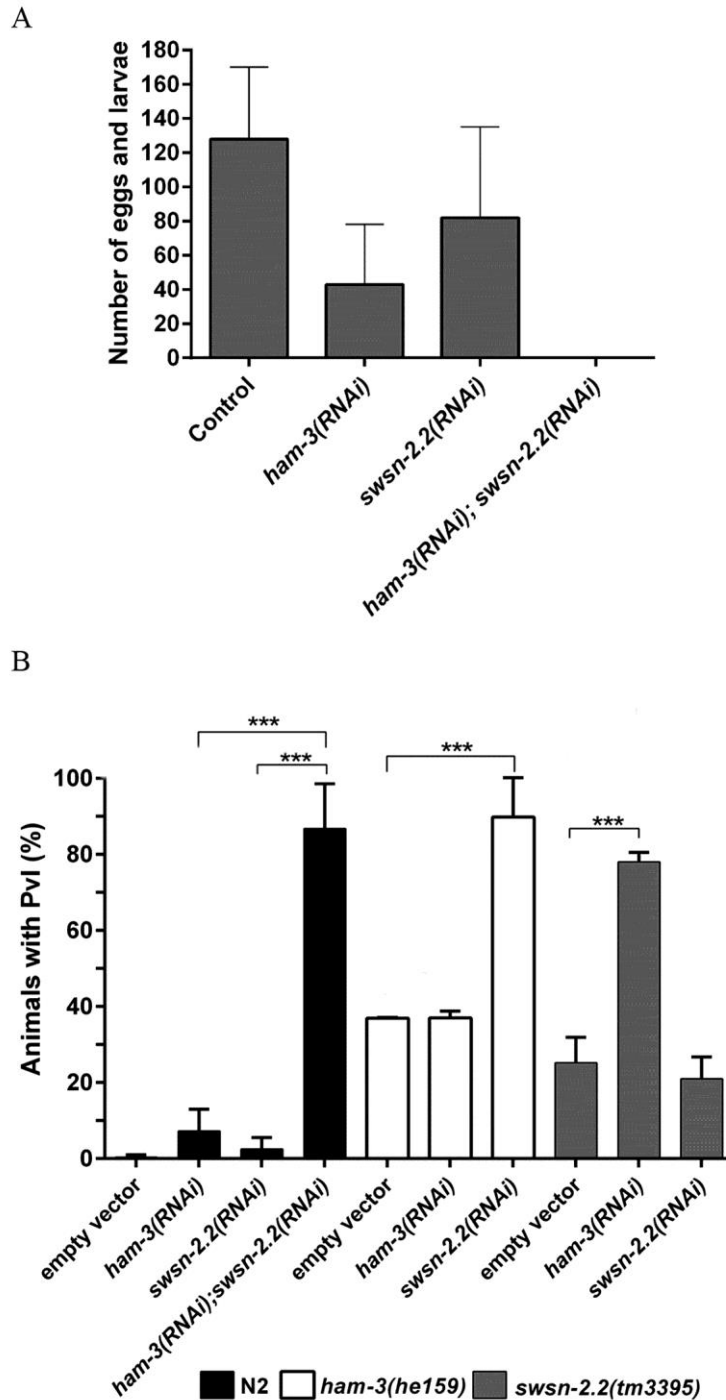 A
Number of eggs and larvae
180
160
140
120
100
80
60
40
20
0
Control
ham-3(RNAi)
swsn-2.2(RNAi)
ham-3(RNAi); swsn-2.2(RNAi)
B
Animals with Pvl (%)
100
80
60
40
20
0
***
***
***
***
empty vector
ham-3(RNAi)
swsn-2.2(RNAi)
ham-3(RNAi);swsn-2.2(RNAi)
empty vector
ham-3(RNAi)
swsn-2.2(RNAi)
empty vector
ham-3(RNAi)
swsn-2.2(RNAi)
N2 ham-3(he159) swsn-2.2(tm3395)